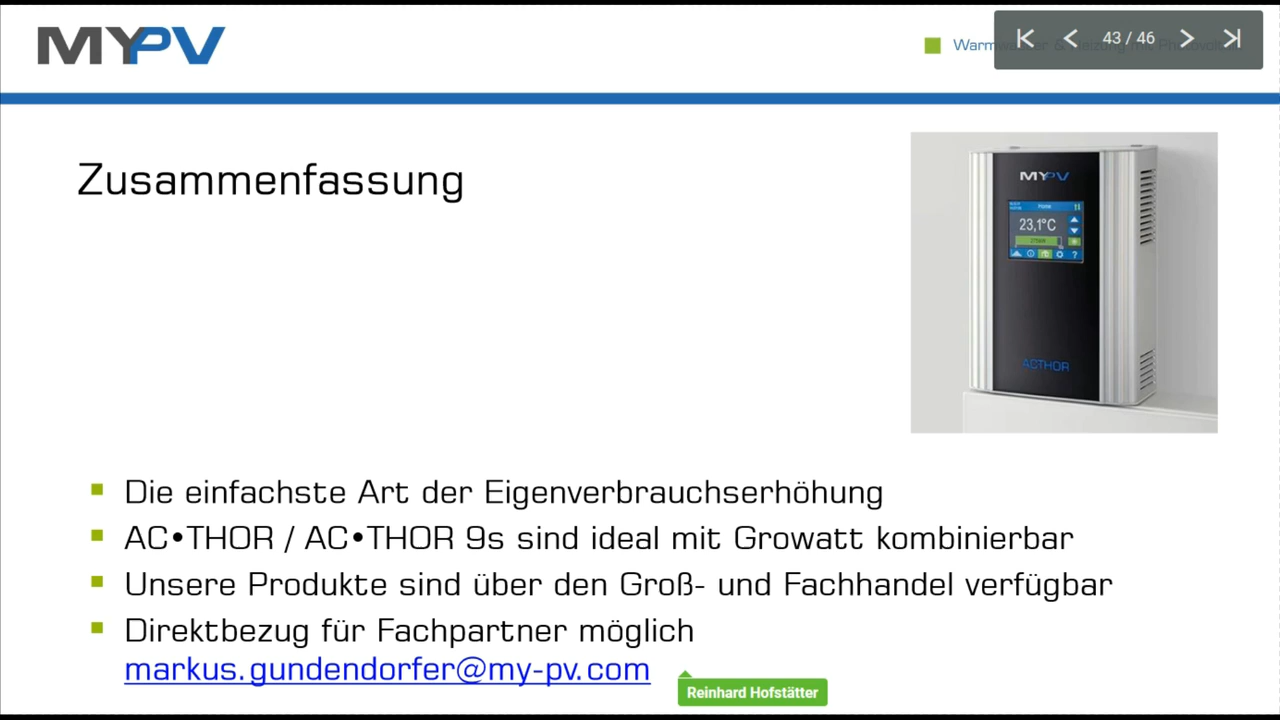 MYPV
Warm
43 / 46
Zusammenfassung
MYPV
Home
23,1°C
ACTHOR
Die einfachste Art der Eigenverbrauchserhöhung
AC•THOR / AC•THOR 9s sind ideal mit Growatt kombinierbar
Unsere Produkte sind über den Groß- und Fachhandel verfügbar
Direktbezug für Fachpartner möglich
markus.gundendorfer@my-pv.com
Reinhard Hofstätter